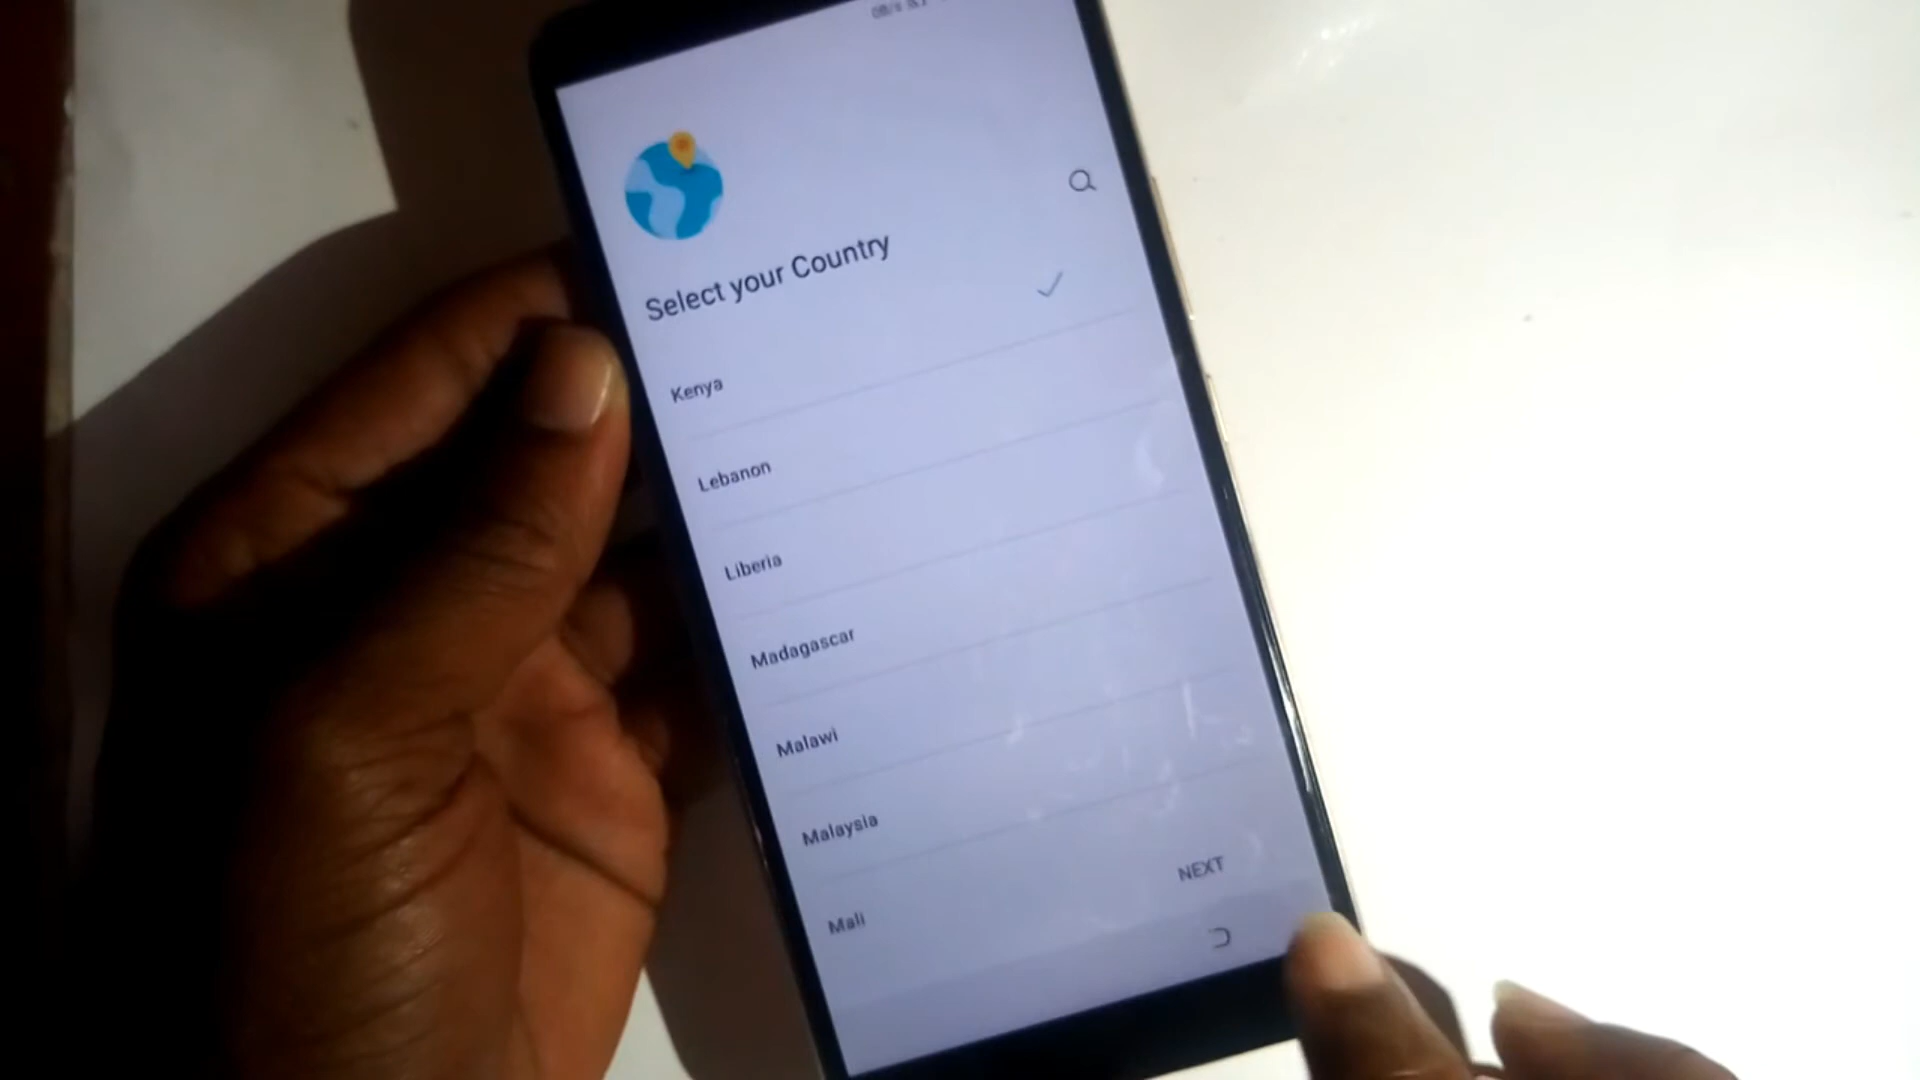 Select your Country
Kenya
Lebanon
Liberia
Madagascar
Malawi
Malaysia
Mali
NEXT